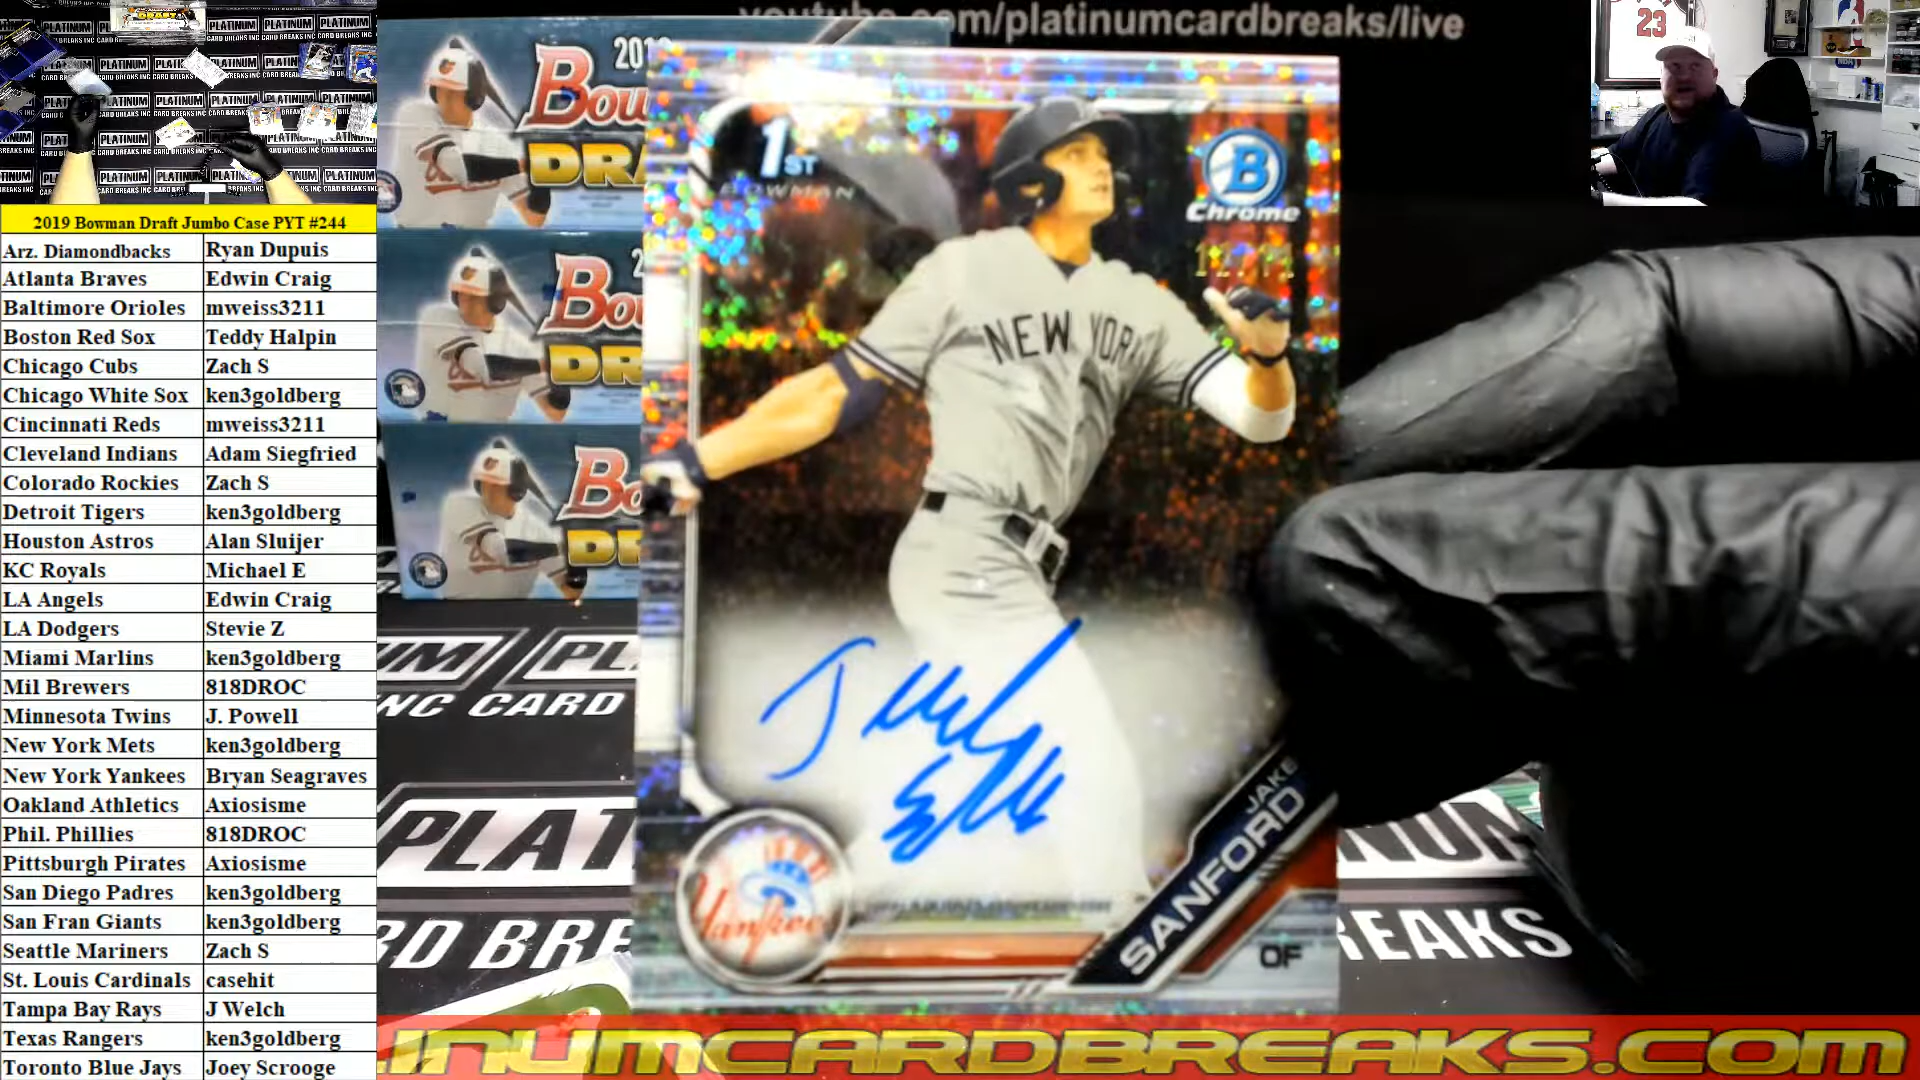 youtube.com/platinumcardbreaks/live
23
2019 Bowman Draft Jumbo Case PYT #244
Arz. Diamondbacks Ryan Dupuis
Atlanta Braves Edwin Craig
Baltimore Orioles mweiss3211
Boston Red Sox Teddy Halpin
Chicago Cubs Zach S
Chicago White Sox ken3goldberg
Cincinnati Reds mweiss3211
Cleveland Indians Adam Siegfried
Colorado Rockies Zach S
Detroit Tigers ken3goldberg
Houston Astros Alan Sluijer
KC Royals Michael E
LA Angels Edwin Craig
LA Dodgers Stevie Z
Miami Marlins ken3goldberg
Mil Brewers 818DROC
Minnesota Twins J. Powell
New York Mets ken3goldberg
New York Yankees Bryan Seagraves
Oakland Athletics Axiosisme
Phil. Phillies 818DROC
Pittsburgh Pirates Axiosisme
San Diego Padres ken3goldberg
San Fran Giants ken3goldberg
Seattle Mariners Zach S
St. Louis Cardinals casehit
Tampa Bay Rays J Welch
Texas Rangers ken3goldberg
Toronto Blue Jays Joey Scrooge
1ST
BOWMAN
B
Chrome
NEW YORK
JAKE
SANFORD
OF
Yankee
INUMCARDBREAKS.COM